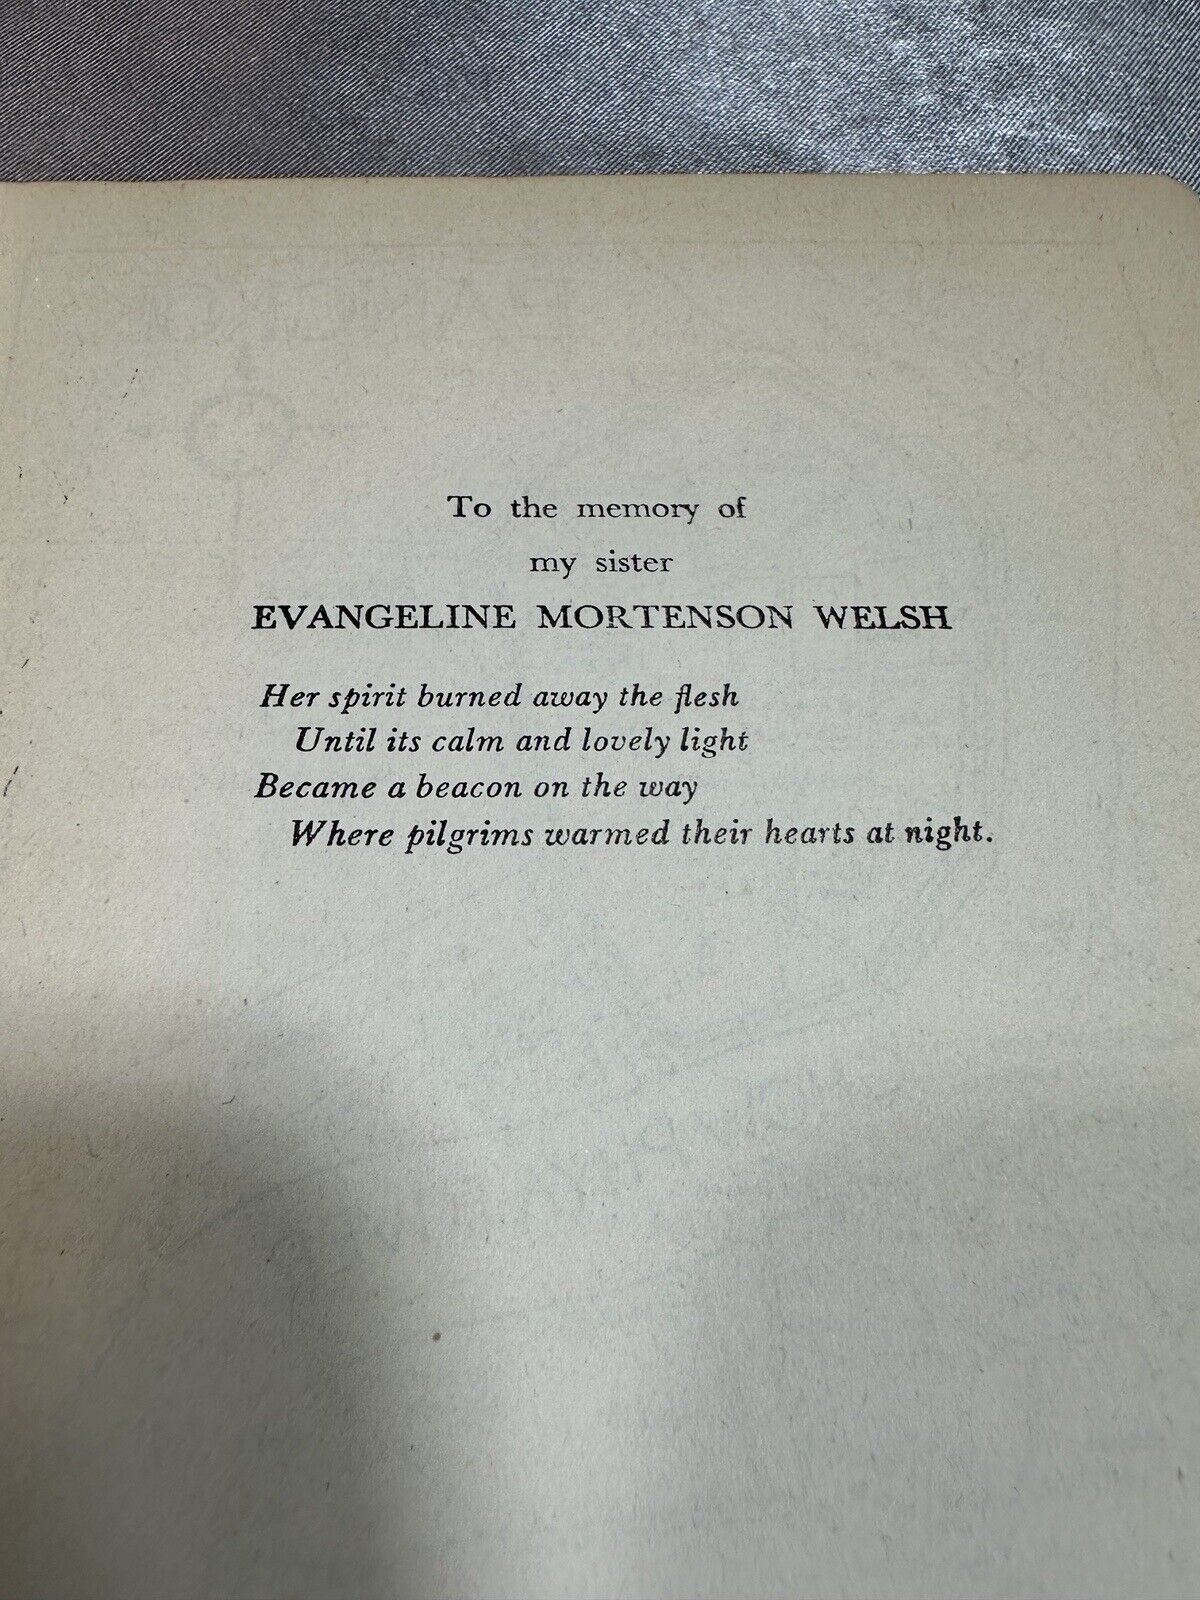 To the memory of
my sister
EVANGELINE MORTENSON WELSH
Her spirit burned away the flesh
Until its calm and lovely light
Became a beacon on the way
Where pilgrims warmed their hearts at night.